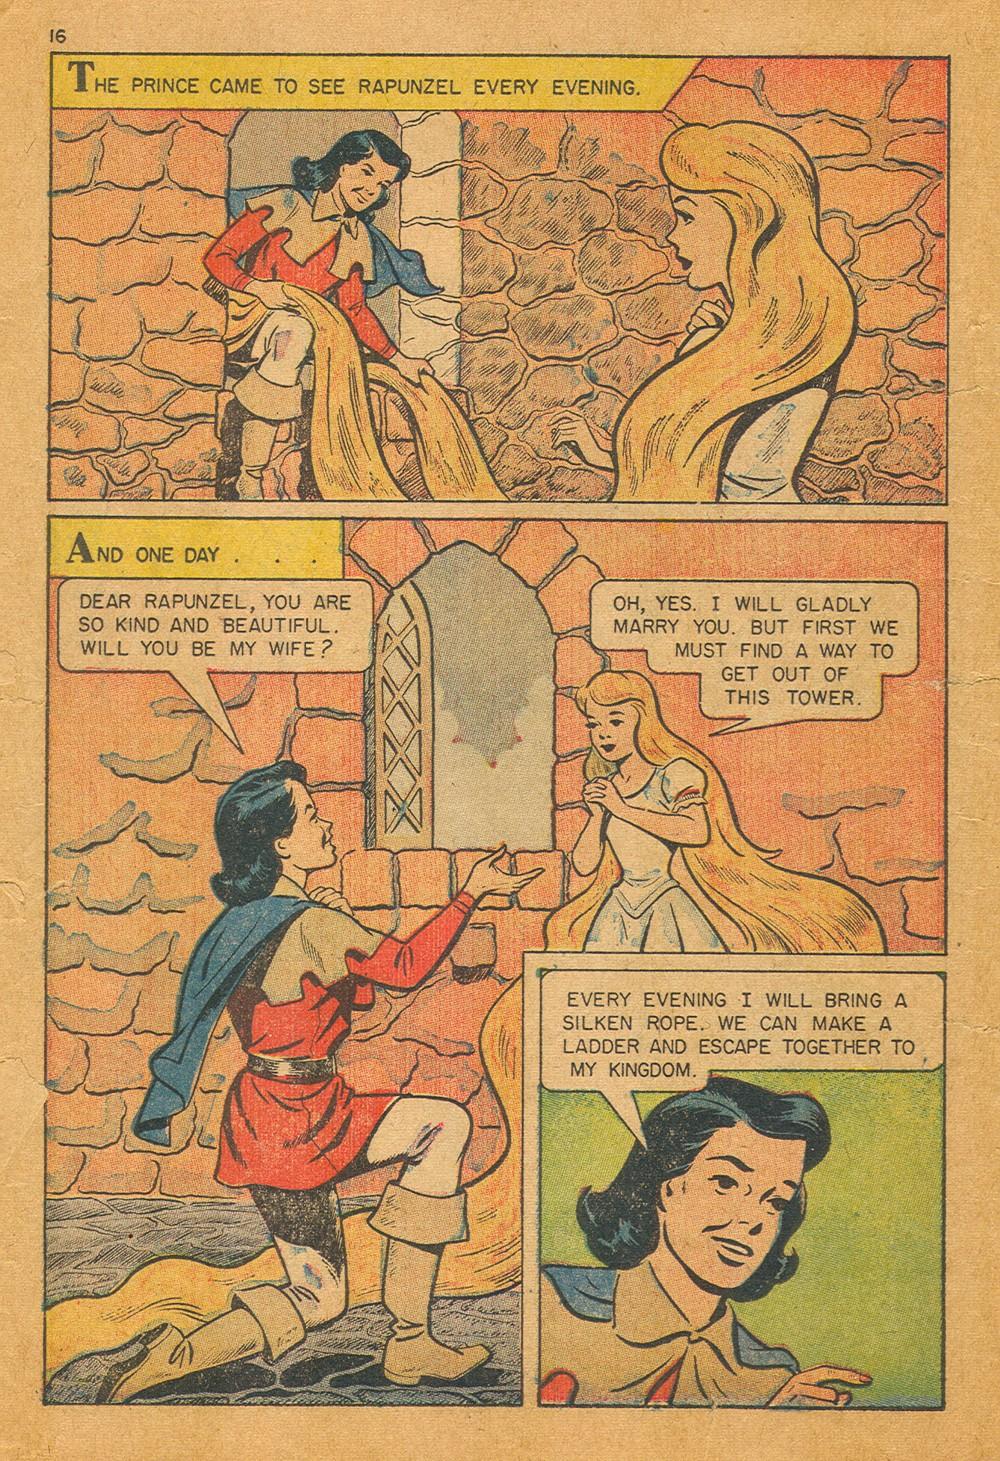 16
THE PRINCE CAME TO SEE RAPUNZEL EVERY EVENING.
AND ONE DAY . . .
DEAR RAPUNZEL, YOU ARE
SO KIND AND BEAUTIFUL.
WILL YOU BE MY WIFE?
OH, YES. I WILL GLADLY
MARRY YOU. BUT FIRST WE
MUST FIND A WAY TO
GET OUT OF
THIS TOWER.
EVERY EVENING I WILL BRING A
SILKEN ROPE. WE CAN MAKE A
LADDER AND ESCAPE TOGETHER TO
MY KINGDOM.